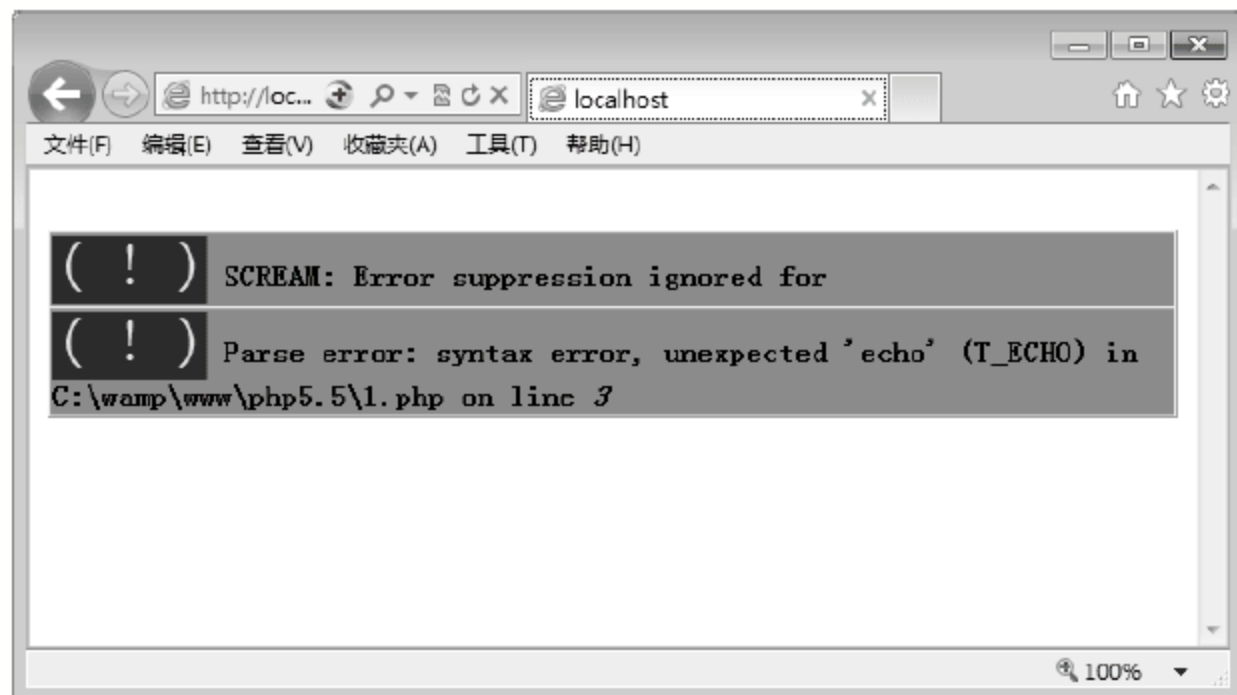 http://loc...
localhost
文件(F) 编辑(E) 查看(V) 收藏夹(A) 工具(T) 帮助(H)
( ! ) SCREAM: Error suppression ignored for
( ! ) Parse error: syntax error, unexpected 'echo' (T_ECHO) in
C:\wamp\www\php5.5\1.php on line 3
100%